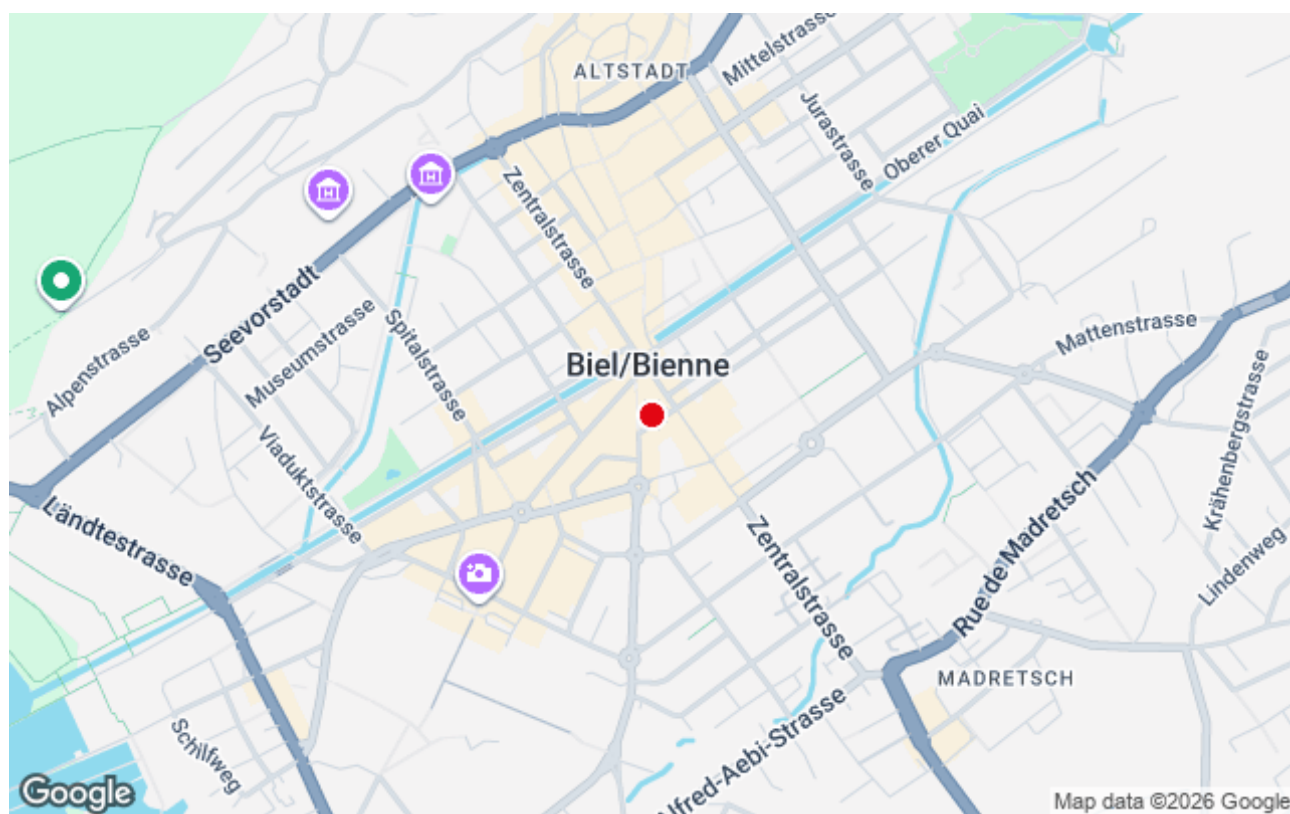 ALTSTADT
Mittelstrasse
Jurastrasse
Oberer Quai
Zentralstrasse
Seevorstadt
Museumstrasse
Spitalstrasse
Alpenstrasse
Biel/Bienne
Mattenstrasse
Krähenbergstrasse
Viaduktstrasse
Ländtestrasse
Rue de Madretsch
Zentralstrasse
Lindenweg
MADRETSCH
Alfred-Aebi-Strasse
Schilfweg
Google
Map data ©2026 Google